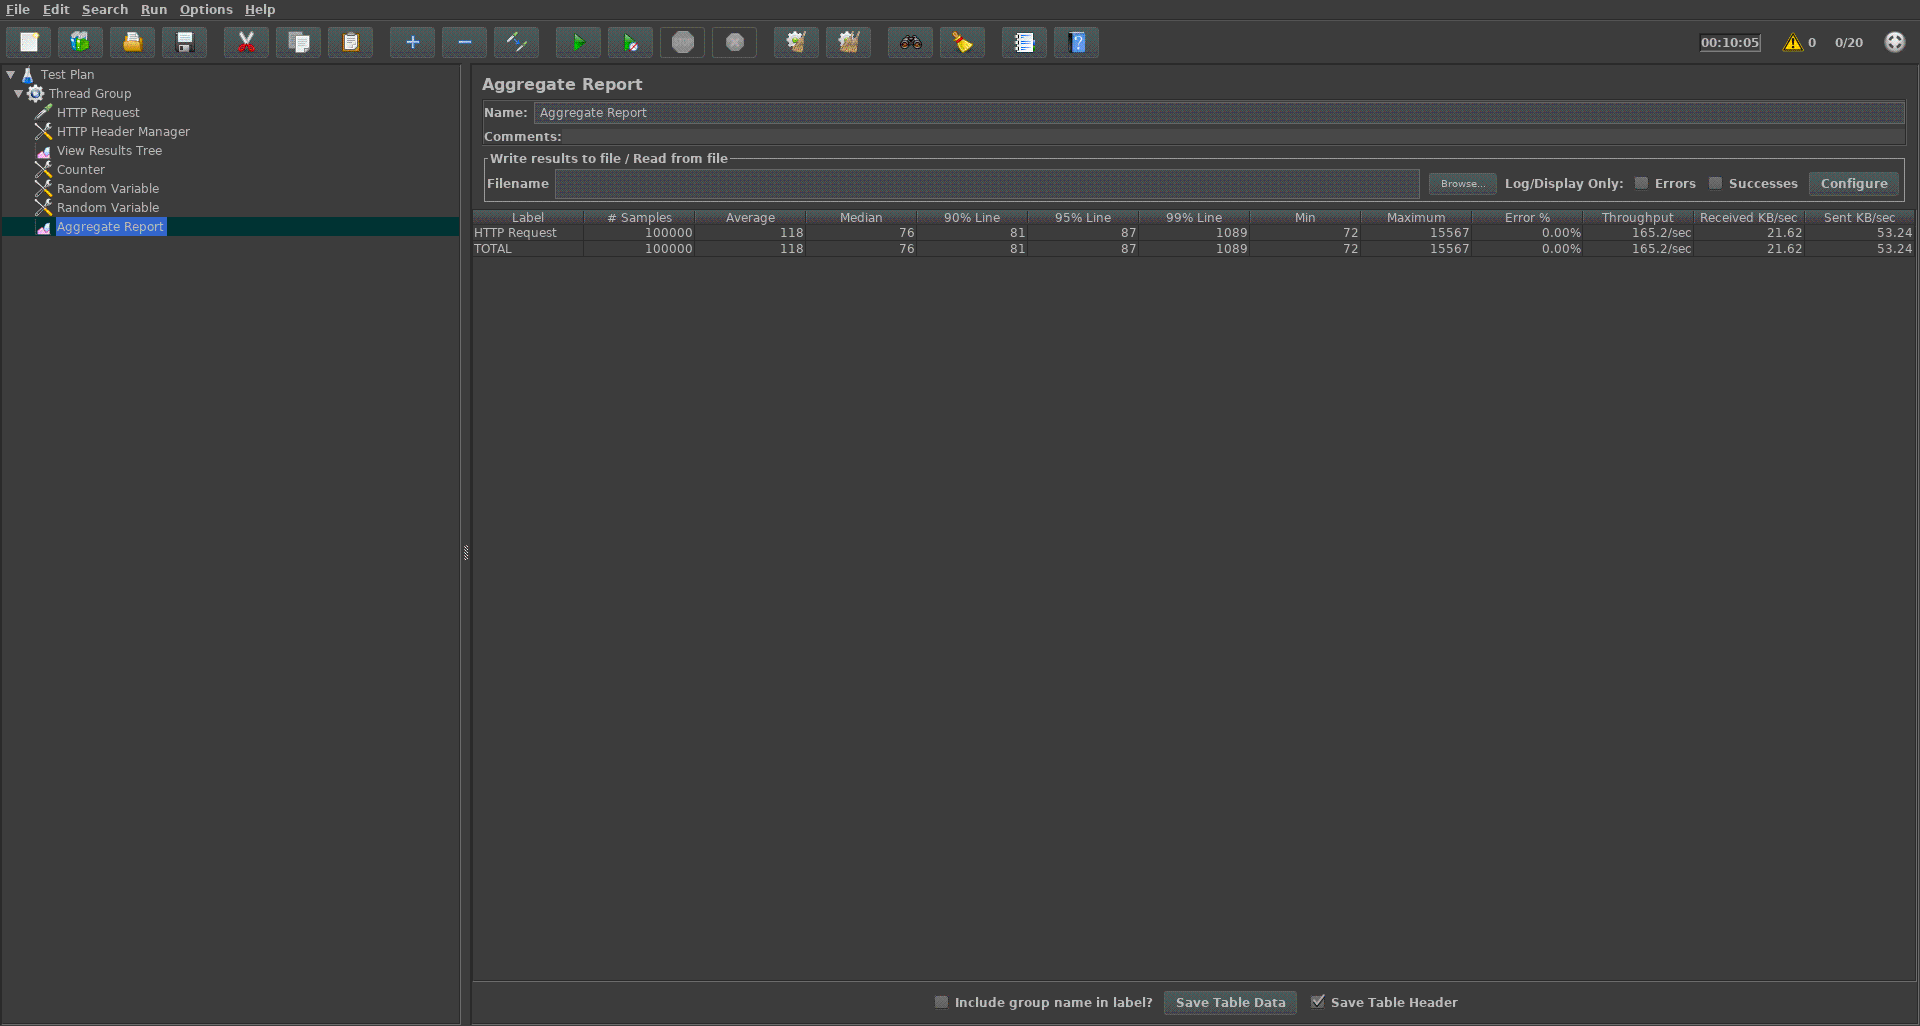 File Edit Search Run Options Help
00:10:05 0 0/20
Test Plan
Thread Group
HTTP Request
HTTP Header Manager
View Results Tree
Counter
Random Variable
Random Variable
Aggregate Report
Aggregate Report
Name: Aggregate Report
Comments:
Write results to file / Read from file
Filename Browse... Log/Display Only: Errors Successes Configure
Label # Samples Average Median 90% Line 95% Line 99% Line Min Maximum Error % Throughput Received KB/sec Sent KB/sec
HTTP Request 100000 118 76 81 87 1089 72 15567 0.00% 165.2/sec 21.62 53.24
TOTAL 100000 118 76 81 87 1089 72 15567 0.00% 165.2/sec 21.62 53.24
Include group name in label? Save Table Data Save Table Header